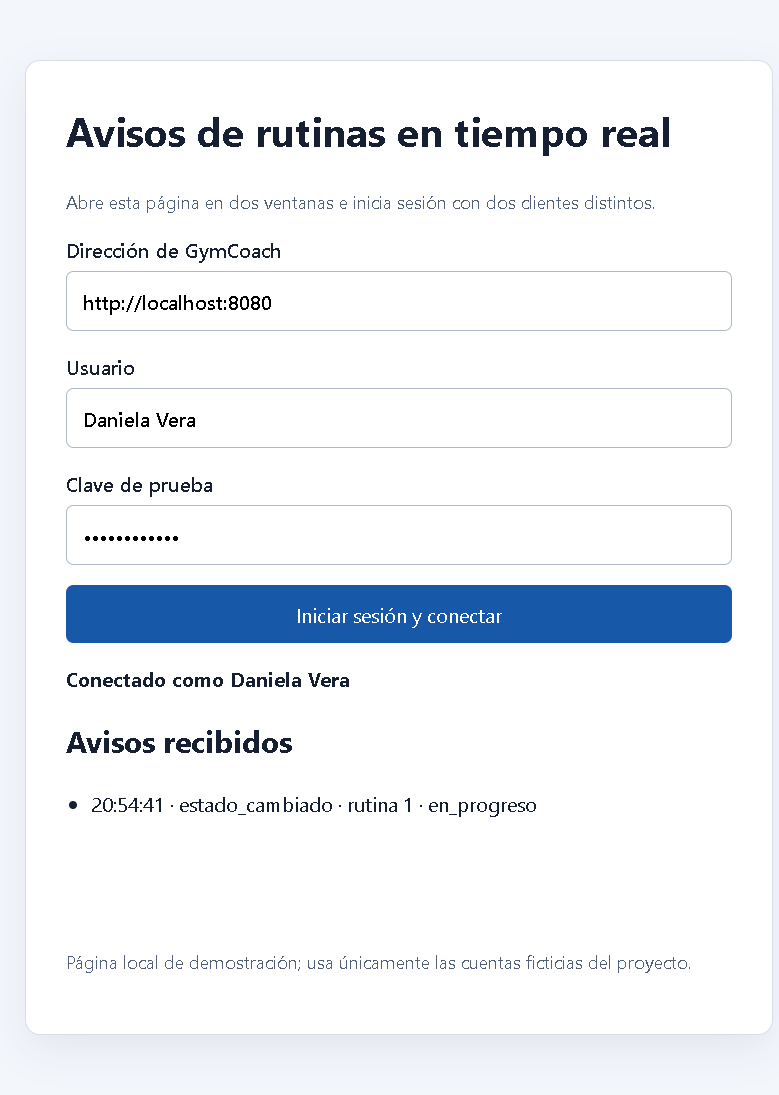 Avisos de rutinas en tiempo real
Abre esta página en dos ventanas e inicia sesión con dos clientes distintos.
Dirección de GymCoach
http://localhost:8080
Usuario
Daniela Vera
Clave de prueba
••••••••••••
Iniciar sesión y conectar
Conectado como Daniela Vera
Avisos recibidos
• 20:54:41 · estado_cambiado · rutina 1 · en_progreso
Página local de demostración; usa únicamente las cuentas ficticias del proyecto.